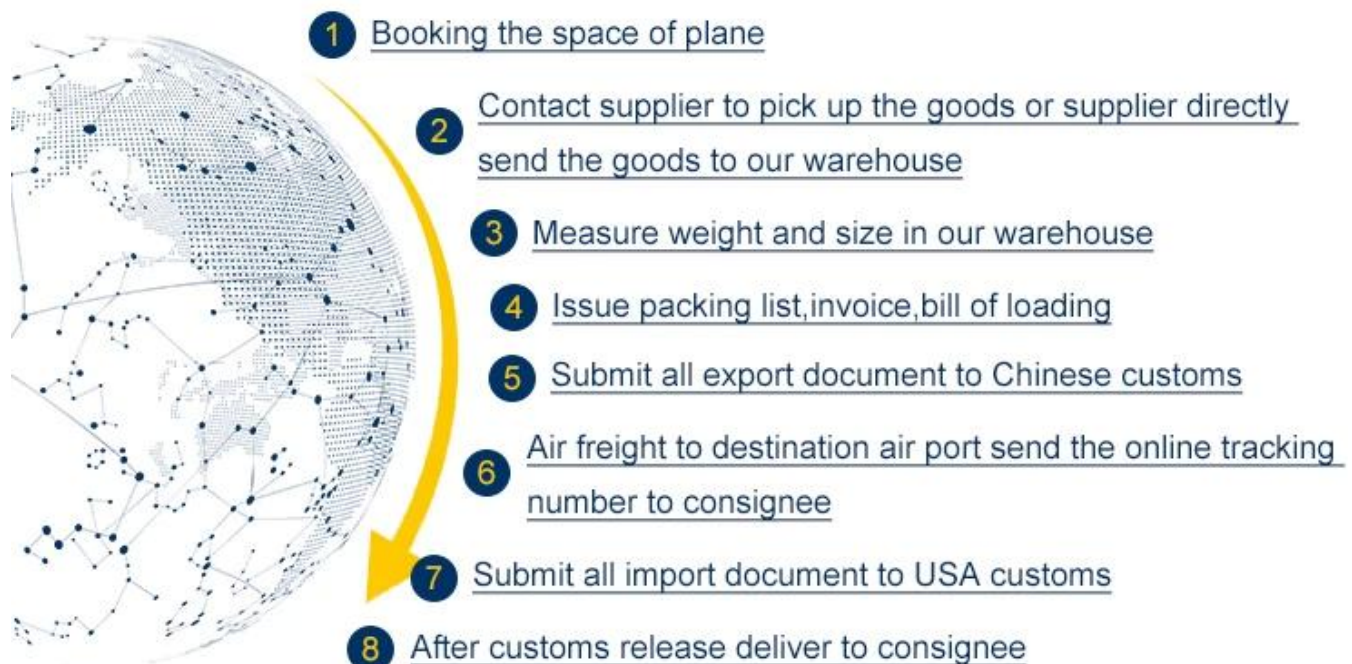 1 Booking the space of plane
2 Contact supplier to pick up the goods or supplier directly
send the goods to our warehouse
3 Measure weight and size in our warehouse
4 Issue packing list,invoice,bill of loading
5 Submit all export document to Chinese customs
6 Air freight to destination air port send the online tracking
number to consignee
7 Submit all import document to USA customs
8 After customs release deliver to consignee